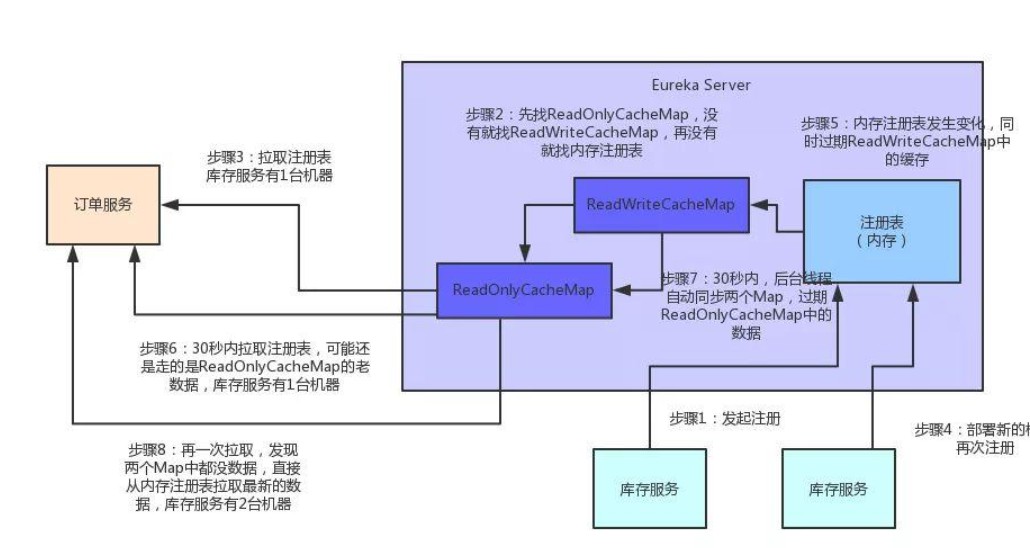 Eureka Server
步骤2：先找ReadOnlyCacheMap，没
有就找ReadWriteCacheMap，再没有
就找内存注册表
步骤5：内存注册表发生变化，同
时过期ReadWriteCacheMap中
的缓存
步骤3：拉取注册表
库存服务有1台机器
订单服务
ReadWriteCacheMap
注册表
（内存）
ReadOnlyCacheMap
步骤7：30秒内，后台线程
自动同步两个Map，过期
ReadOnlyCacheMap中的
数据
步骤6：30秒内拉取注册表，可能还
是走的是ReadOnlyCacheMap的老
数据，库存服务有1台机器
步骤1：发起注册
步骤4：部署新的
再次注册
步骤8：再一次拉取，发现
两个Map中都没数据，直接
从内存注册表拉取最新的数
据，库存服务有2台机器
库存服务
库存服务